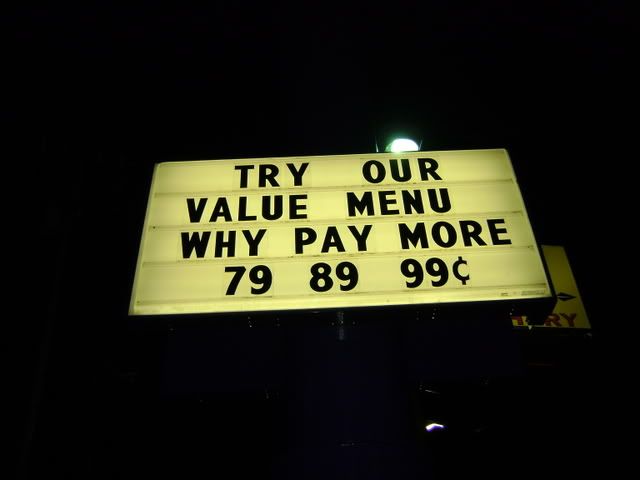 TRY OUR
VALUE MENU
WHY PAY MORE
79 89 99¢